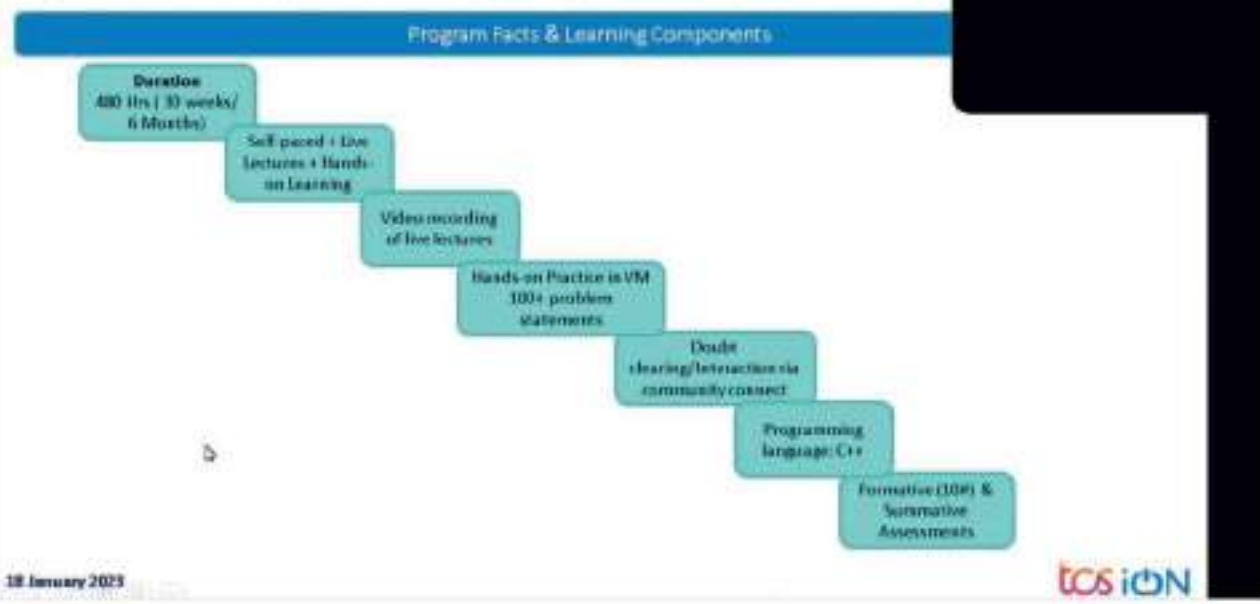 Program Facts & Learning Components
Duration
480 Hrs ( 30 weeks/
6 Months)
Self paced + Live
Lectures + Hands-
on Learning
Video recording
of live lectures
Hands-on Practice in VM
100+ problem
statements
Doubt
clearing/Interaction via
community connect
Programming
language: C++
Formative (10#) &
Summative
Assessments
18 January 2023
tcs iON